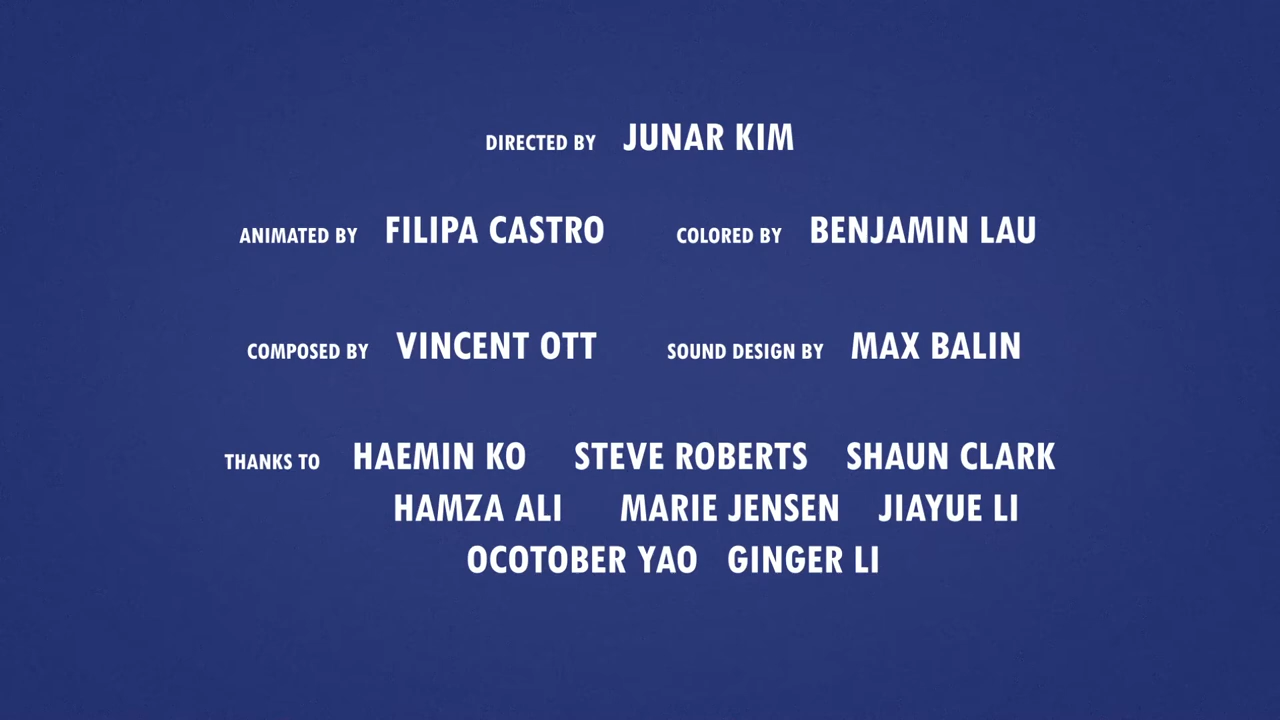 DIRECTED BY JUNAR KIM
ANIMATED BY FILIPA CASTRO COLORED BY BENJAMIN LAU
COMPOSED BY VINCENT OTT SOUND DESIGN BY MAX BALIN
THANKS TO HAEMIN KO STEVE ROBERTS SHAUN CLARK
HAMZA ALI MARIE JENSEN JIAYUE LI
OCOTOBER YAO GINGER LI